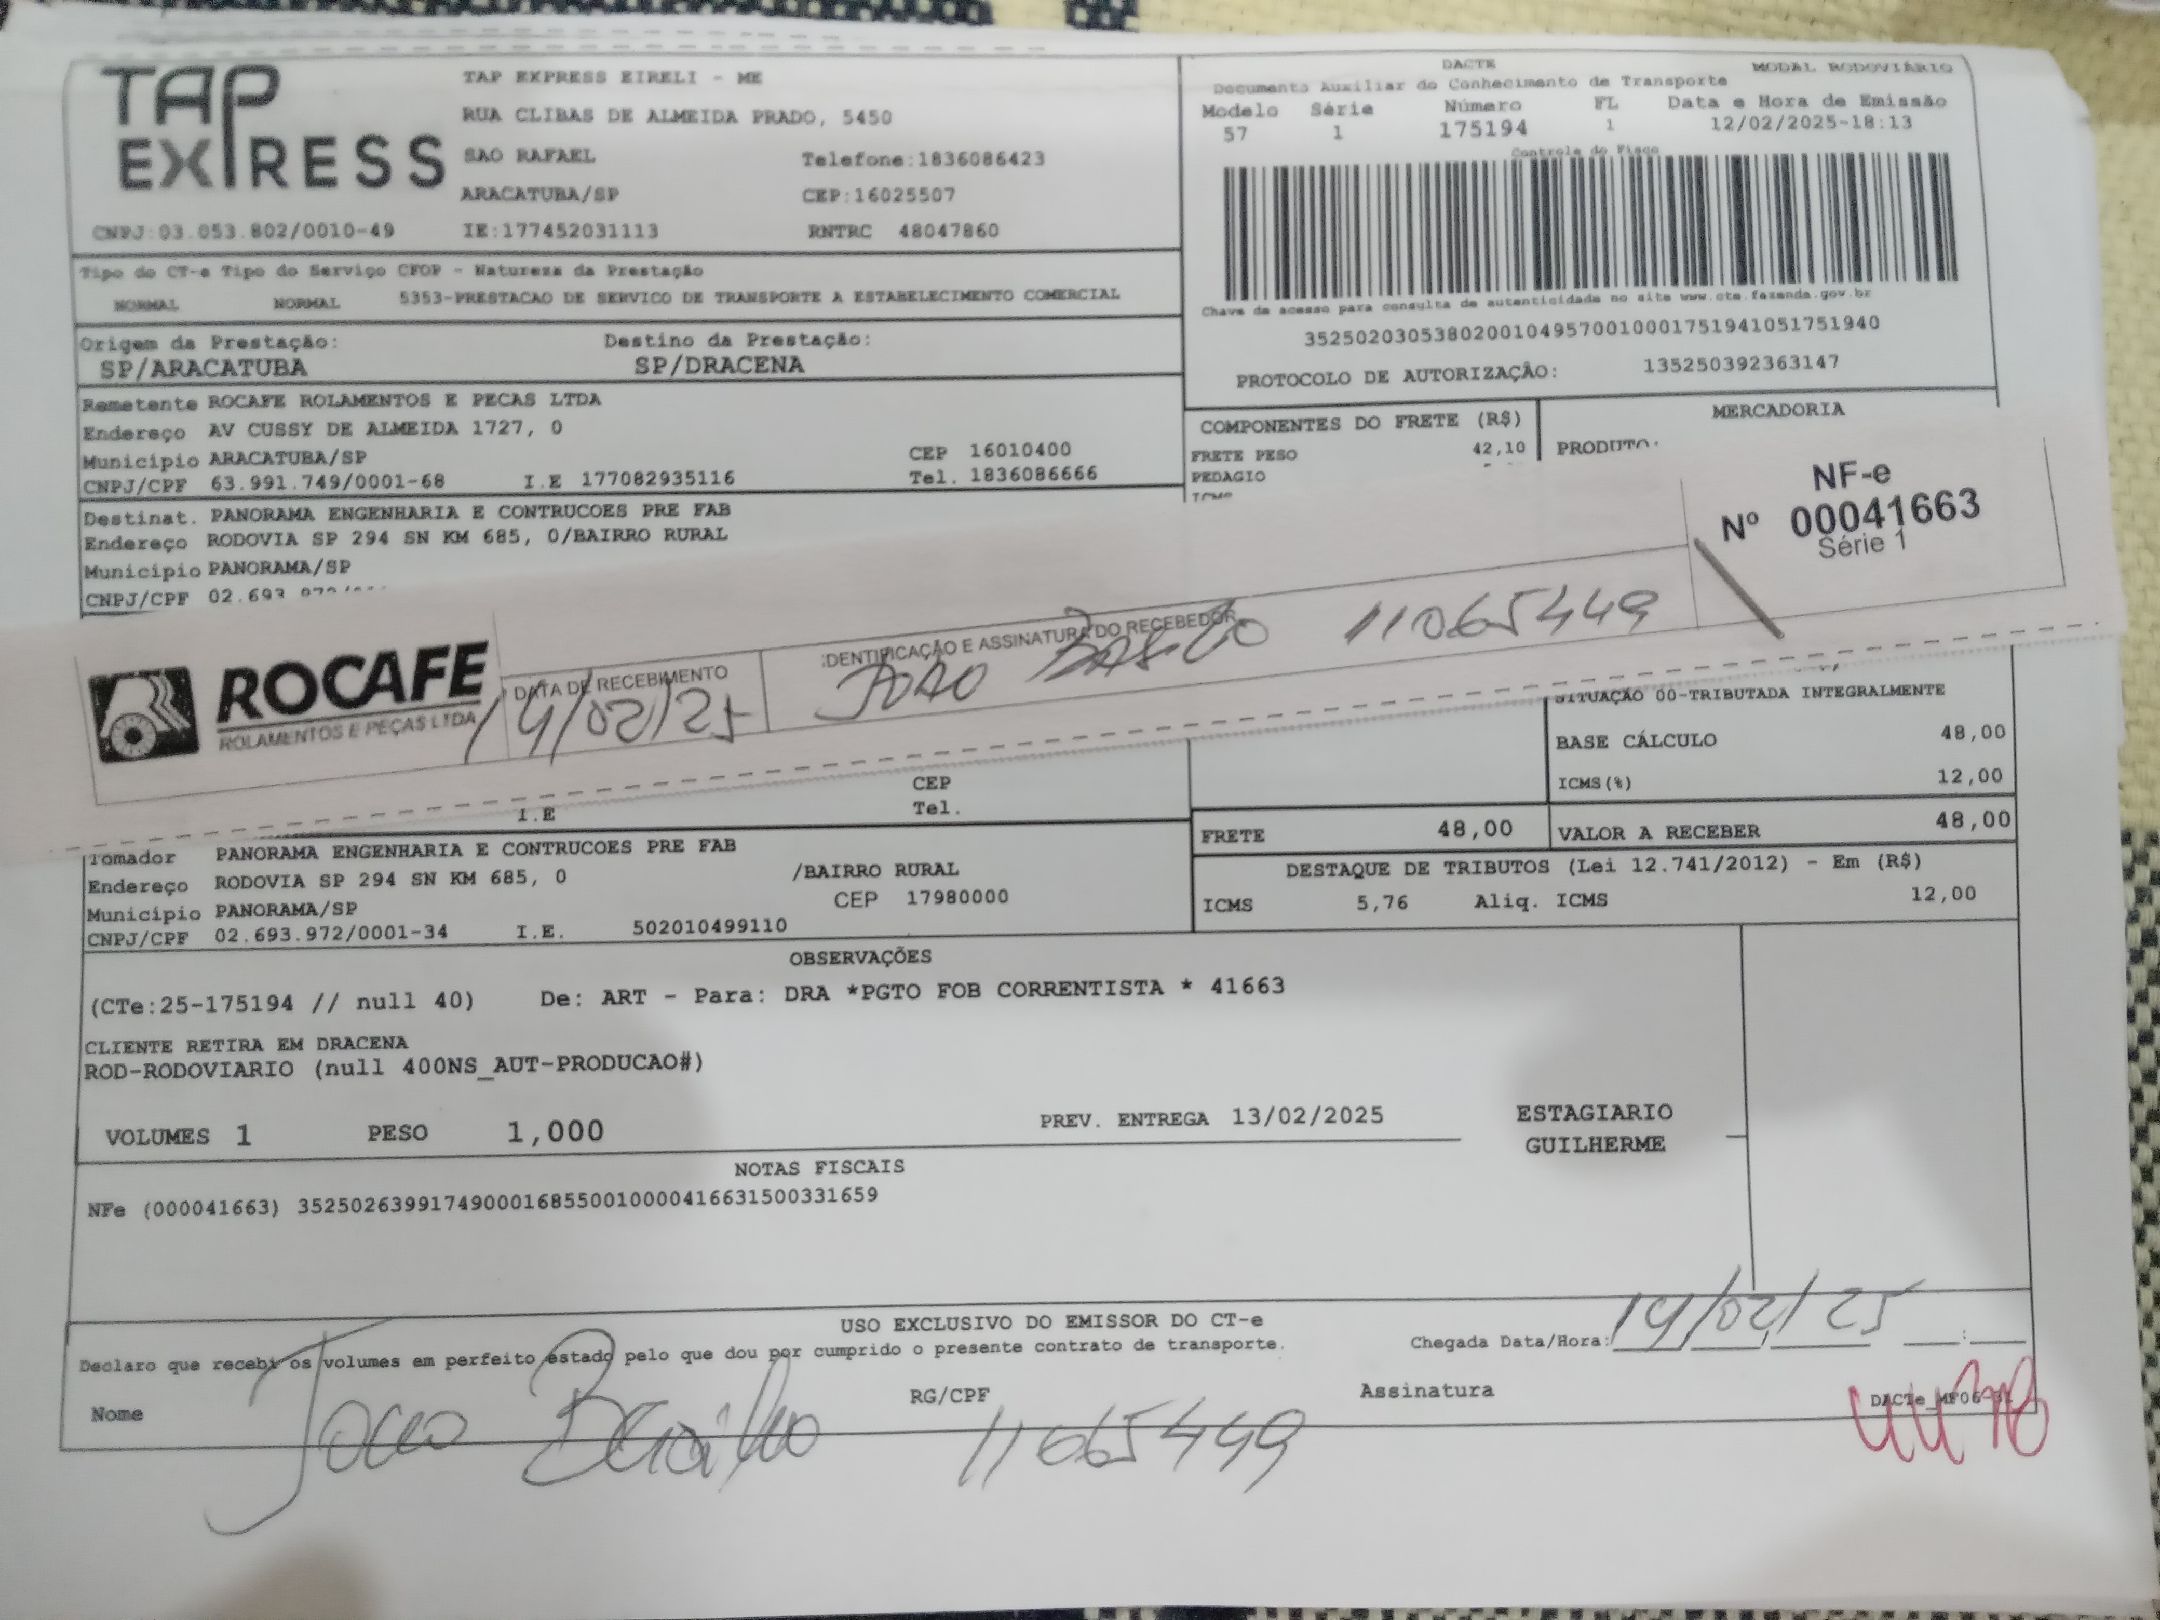 TAP EXPRESS
TAP EXPRESS EIRELI - ME
RUA CLIBAS DE ALMEIDA PRADO, 5450
SAO RAFAEL Telefone:1836086423
ARACATUBA/SP CEP:16025507
CNPJ:03.053.802/0010-49 IE:177452031113 RNTRC 48047860
DACTE MODAL RODOVIÁRIO
Documento Auxiliar do Conhecimento de Transporte
Modelo Série Número FL Data e Hora de Emissão
57 1 175194 1 12/02/2025-18:13
Controle do Fisco
Chave de acesso para consulta de autenticidade no site www.cte.fazenda.gov.br
35250203053802001049570010001751941051751940
PROTOCOLO DE AUTORIZAÇÃO: 135250392363147
Tipo do CT-e Tipo do Serviço CFOP - Natureza da Prestação
NORMAL NORMAL 5353-PRESTACAO DE SERVICO DE TRANSPORTE A ESTABELECIMENTO COMERCIAL
Origem da Prestação: Destino da Prestação:
SP/ARACATUBA SP/DRACENA
Remetente ROCAFE ROLAMENTOS E PECAS LTDA
Endereço AV CUSSY DE ALMEIDA 1727, 0
Município ARACATUBA/SP CEP 16010400
CNPJ/CPF 63.991.749/0001-68 I.E 177082935116 Tel. 1836086666
COMPONENTES DO FRETE (R$) MERCADORIA
FRETE PESO 42,10 PRODUTO:
PEDAGIO
ICMS
Destinat. PANORAMA ENGENHARIA E CONTRUCOES PRE FAB
Endereço RODOVIA SP 294 SN KM 685, 0/BAIRRO RURAL
Município PANORAMA/SP
CNPJ/CPF 02.693
NF-e
Nº 00041663
Série 1
ROCAFE
ROLAMENTOS E PEÇAS LTDA
DATA DE RECEBIMENTO
14/02/25
IDENTIFICAÇÃO E ASSINATURA DO RECEBEDOR
JOAO 11065449
SITUAÇÃO 00-TRIBUTADA INTEGRALMENTE
BASE CÁLCULO 48,00
ICMS(%) 12,00
CEP
I.E Tel.
FRETE 48,00 VALOR A RECEBER 48,00
Tomador PANORAMA ENGENHARIA E CONTRUCOES PRE FAB
Endereço RODOVIA SP 294 SN KM 685, 0 /BAIRRO RURAL
Município PANORAMA/SP CEP 17980000
CNPJ/CPF 02.693.972/0001-34 I.E. 502010499110
DESTAQUE DE TRIBUTOS (Lei 12.741/2012) - Em (R$)
ICMS 5,76 Aliq. ICMS 12,00
OBSERVAÇÕES
(CTe:25-175194 // null 40) De: ART - Para: DRA *PGTO FOB CORRENTISTA * 41663
CLIENTE RETIRA EM DRACENA
ROD-RODOVIARIO (null 400NS_AUT-PRODUCAO#)
VOLUMES 1 PESO 1,000 PREV. ENTREGA 13/02/2025 ESTAGIARIO
GUILHERME
NOTAS FISCAIS
NFe (000041663) 35250263991749000168550010000416631500331659
USO EXCLUSIVO DO EMISSOR DO CT-e
Declaro que recebi os volumes em perfeito estado pelo que dou por cumprido o presente contrato de transporte. Chegada Data/Hora: 14/02/25
Nome Joao RG/CPF 11065449 Assinatura